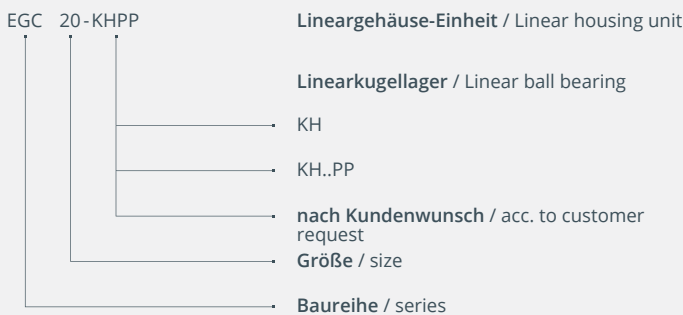 EGC 20-KHPP Lineargehäuse-Einheit / Linear housing unit
Linearkugellager / Linear ball bearing
KH
KH..PP
nach Kundenwunsch / acc. to customer
request
Größe / size
Baureihe / series